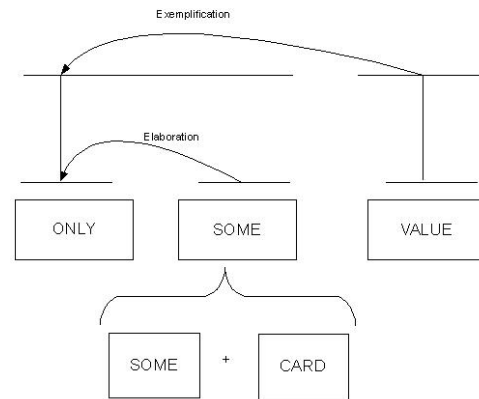 Exemplification
Elaboration
ONLY
SOME
VALUE
SOME
+
CARD